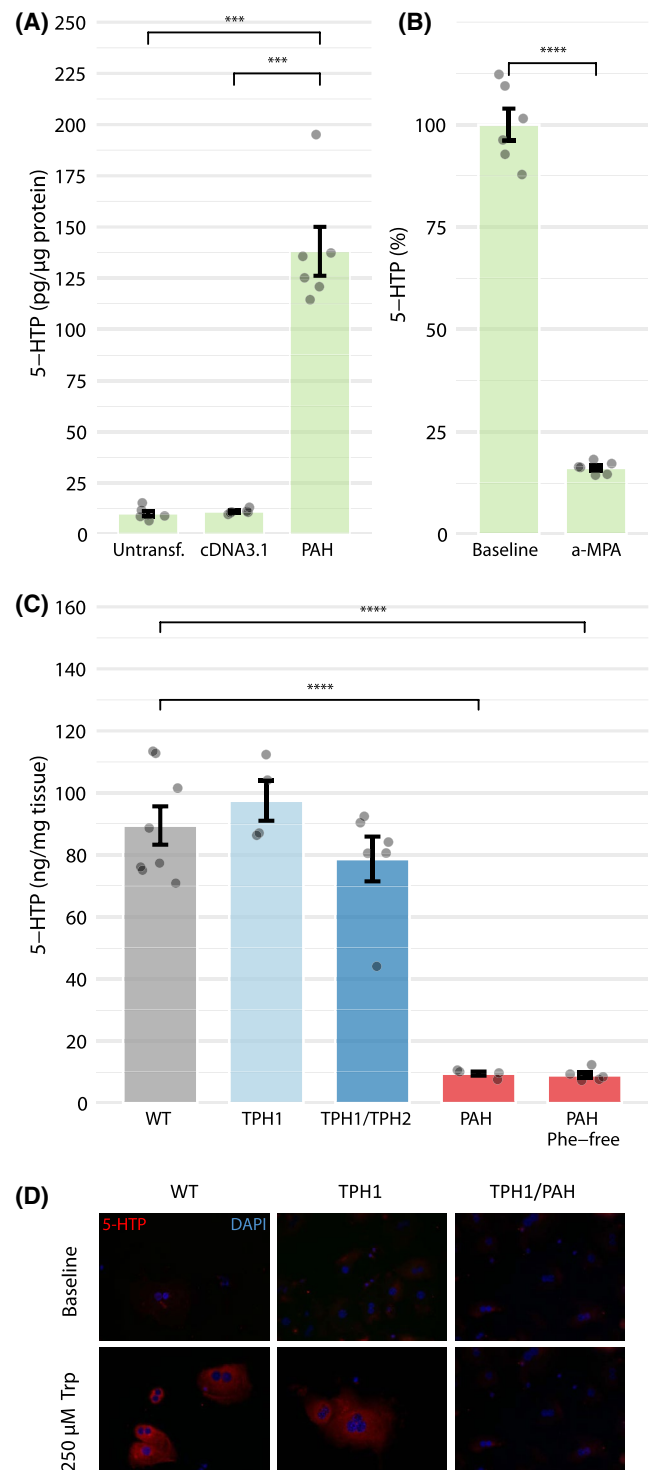 (A)
250
225
200
175
150
125
100
75
50
25
0
5−HTP (pg/μg protein)
***
***
Untransf. cDNA3.1 PAH
(B)
100
75
50
25
0
5−HTP (%)
****
Baseline a-MPA
(C)
160
140
120
100
80
60
40
20
0
5−HTP (ng/mg tissue)
****
****
WT TPH1 TPH1/TPH2 PAH PAH
Phe−free
(D)
WT TPH1 TPH1/PAH
5-HTP DAPI
Baseline
250 μM Trp